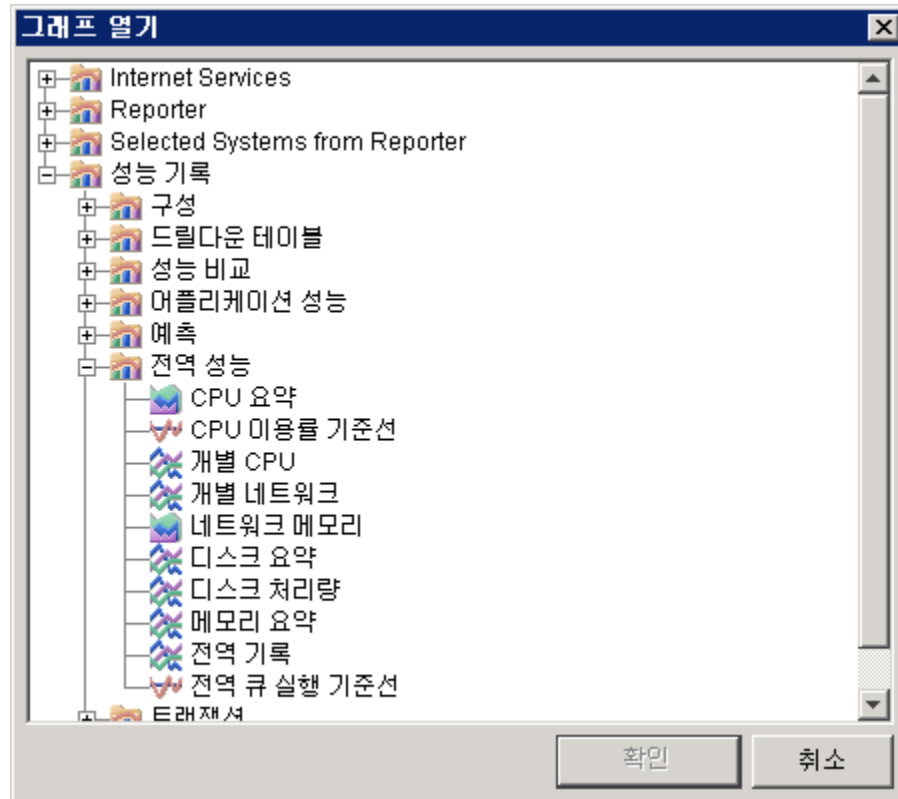 그래프 열기
Internet Services
Reporter
Selected Systems from Reporter
성능 기록
구성
드릴다운 테이블
성능 비교
어플리케이션 성능
예측
전역 성능
CPU 요약
CPU 이용률 기준선
개별 CPU
개별 네트워크
네트워크 메모리
디스크 요약
디스크 처리량
메모리 요약
전역 기록
전역 큐 실행 기준선
트랜잭션
확인
취소